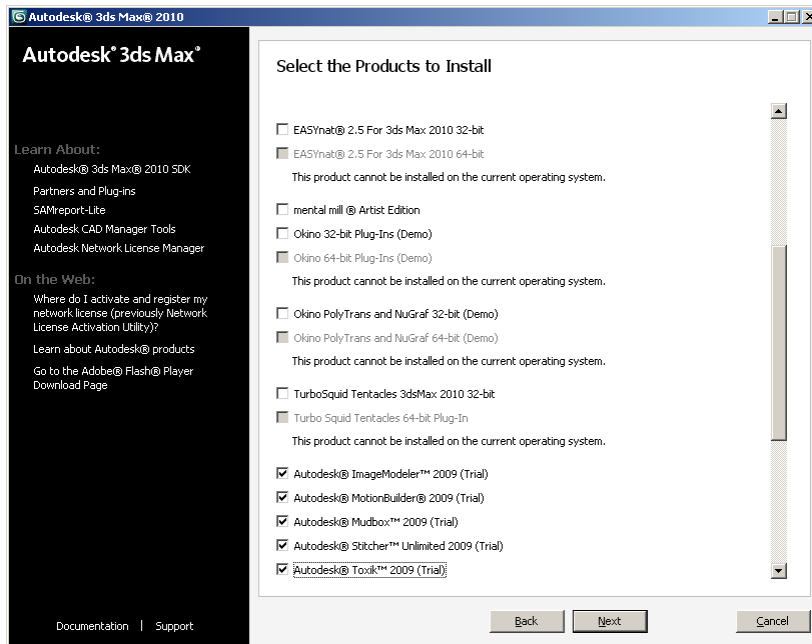 Autodesk® 3ds Max® 2010
Autodesk® 3ds Max®
Learn About:
Autodesk® 3ds Max® 2010 SDK
Partners and Plug-ins
SAMreport-Lite
Autodesk CAD Manager Tools
Autodesk Network License Manager
On the Web:
Where do I activate and register my
network license (previously Network
License Activation Utility)?
Learn about Autodesk® products
Go to the Adobe® Flash® Player
Download Page
Documentation | Support
Select the Products to Install
EASYnat® 2.5 For 3ds Max 2010 32-bit
EASYnat® 2.5 For 3ds Max 2010 64-bit
This product cannot be installed on the current operating system.
mental mill ® Artist Edition
Okino 32-bit Plug-Ins (Demo)
Okino 64-bit Plug-Ins (Demo)
This product cannot be installed on the current operating system.
Okino PolyTrans and NuGraf 32-bit (Demo)
Okino PolyTrans and NuGraf 64-bit (Demo)
This product cannot be installed on the current operating system.
TurboSquid Tentacles 3dsMax 2010 32-bit
Turbo Squid Tentacles 64-bit Plug-In
This product cannot be installed on the current operating system.
Autodesk® ImageModeler™ 2009 (Trial)
Autodesk® MotionBuilder® 2009 (Trial)
Autodesk® Mudbox™ 2009 (Trial)
Autodesk® Stitcher™ Unlimited 2009 (Trial)
Autodesk® Toxik™ 2009 (Trial)
Back
Next
Cancel